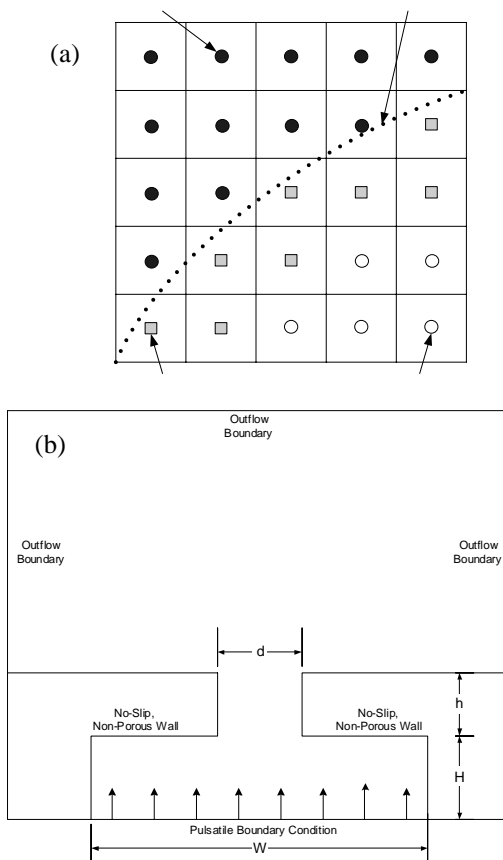 (a)
(b)
Outflow
Boundary
Outflow
Boundary
Outflow
Boundary
d
No-Slip,
Non-Porous Wall
No-Slip,
Non-Porous Wall
h
H
Pulsatile Boundary Condition
W